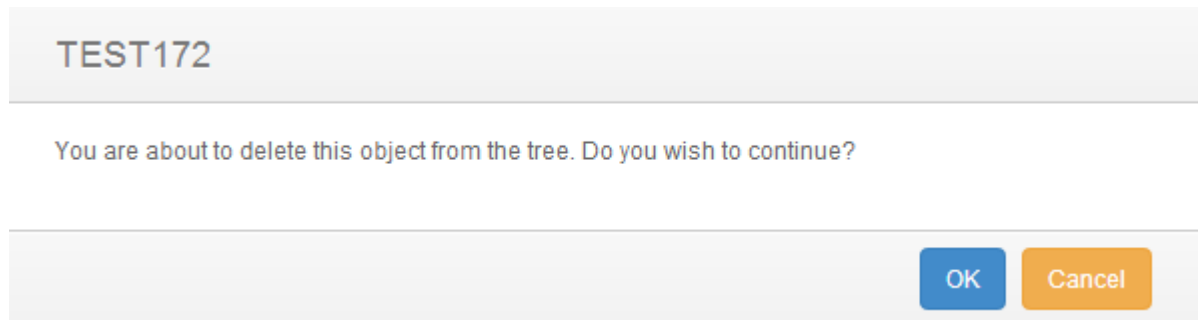 TEST172
You are about to delete this object from the tree. Do you wish to continue?
OK Cancel